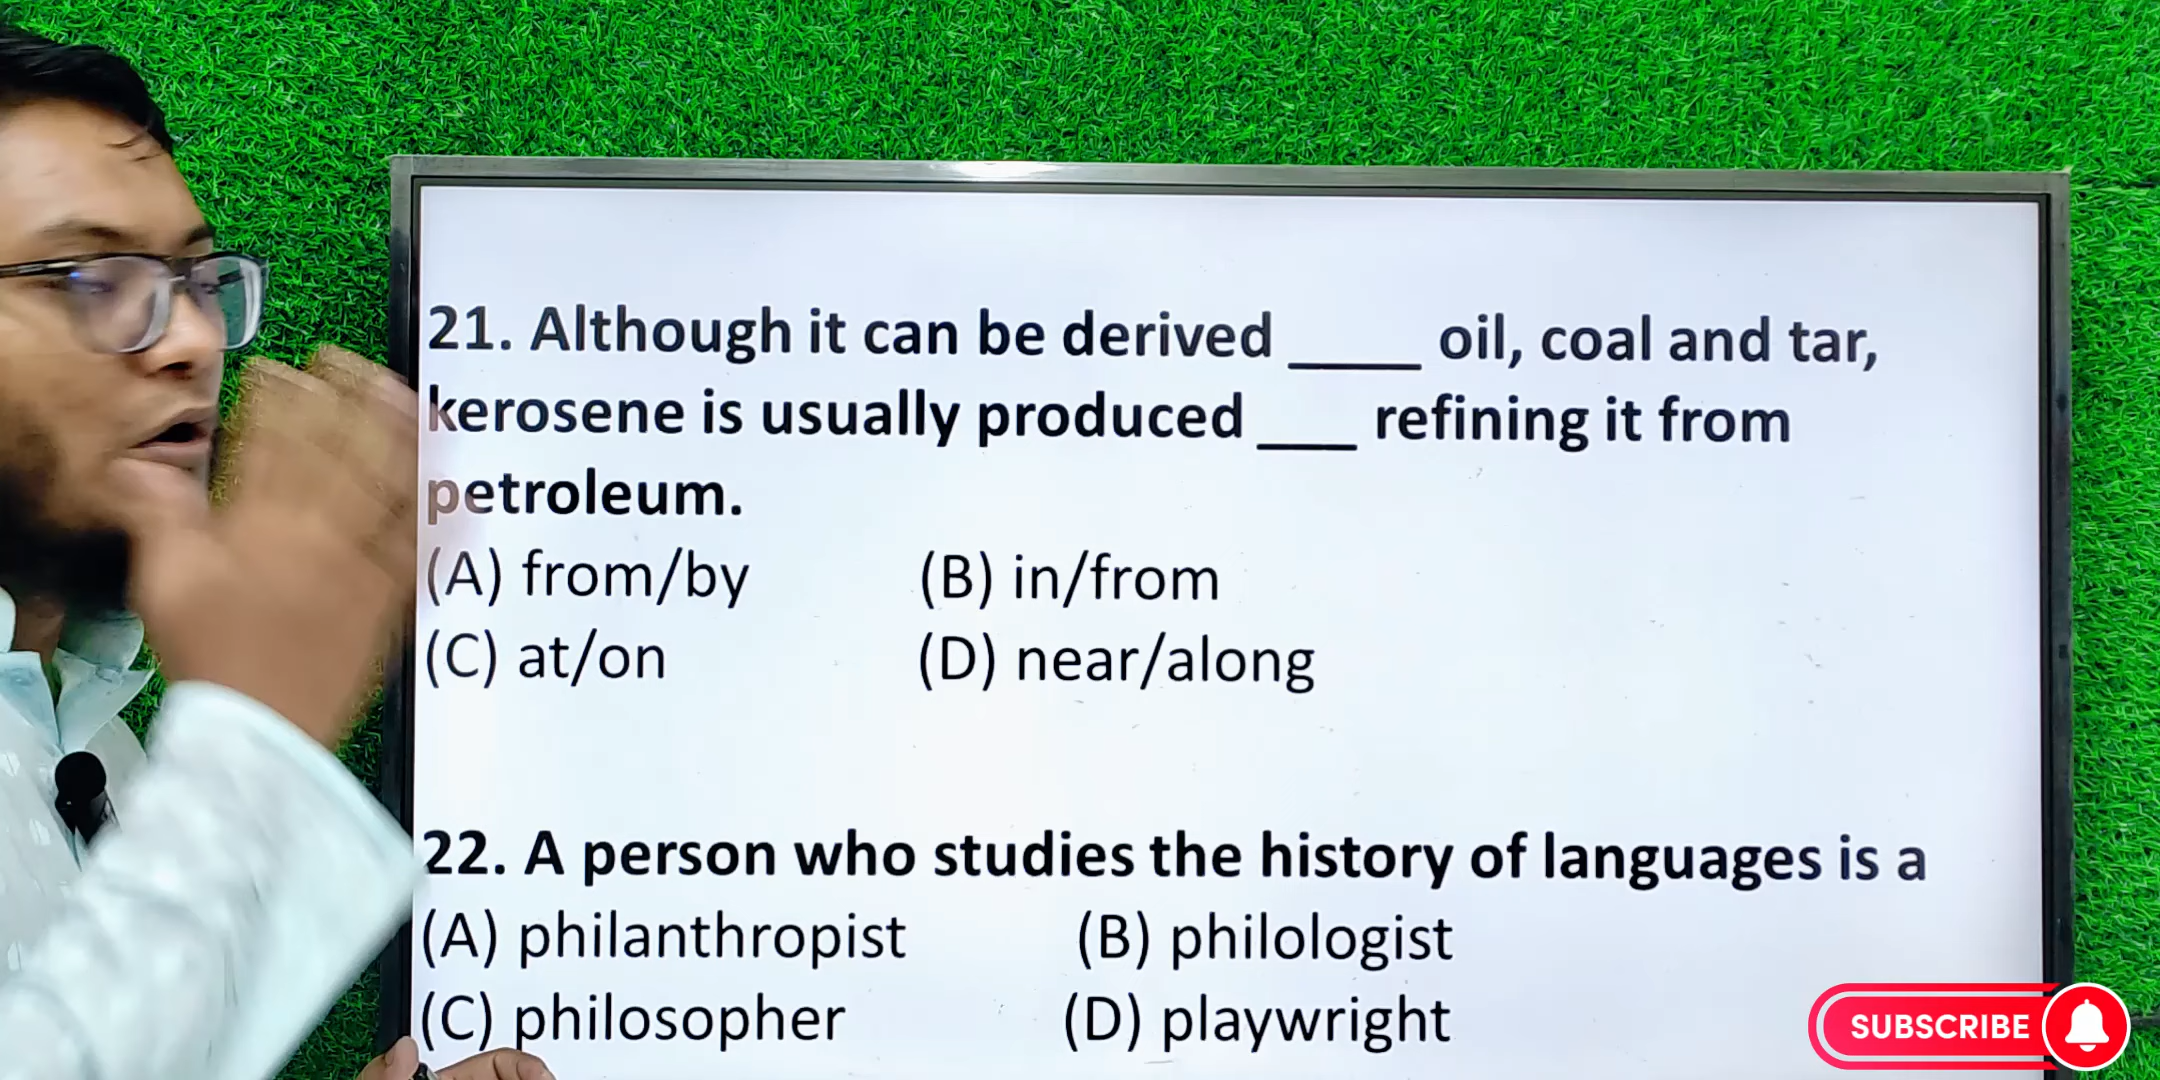 21. Although it can be derived _____ oil, coal and tar,
kerosene is usually produced ____ refining it from
petroleum.
(A) from/by (B) in/from
(C) at/on (D) near/along
22. A person who studies the history of languages is a
(A) philanthropist (B) philologist
(C) philosopher (D) playwright
SUBSCRIBE